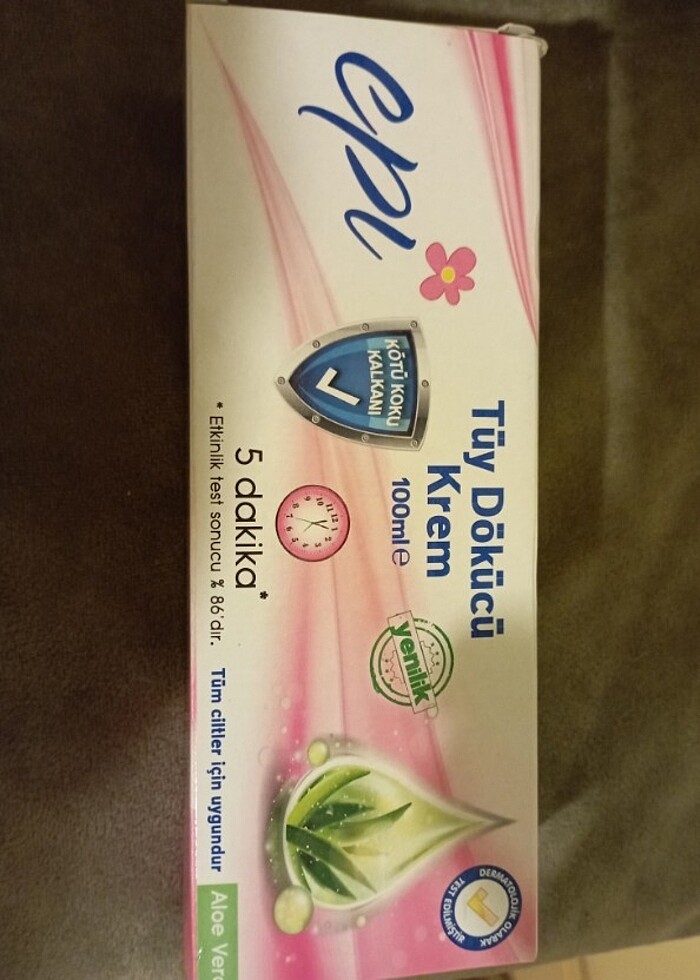 epi
KÖTÜ KOKU
KALKANI
Tüy Dökücü
Krem
100ml e
5 dakika*
* Etkinlik test sonucu % 86'dır.
yenilik
Tüm ciltler için uygundur
Aloe Vera
DERMATOLOJİK OLARAK
TEST EDİLMİŞTİR